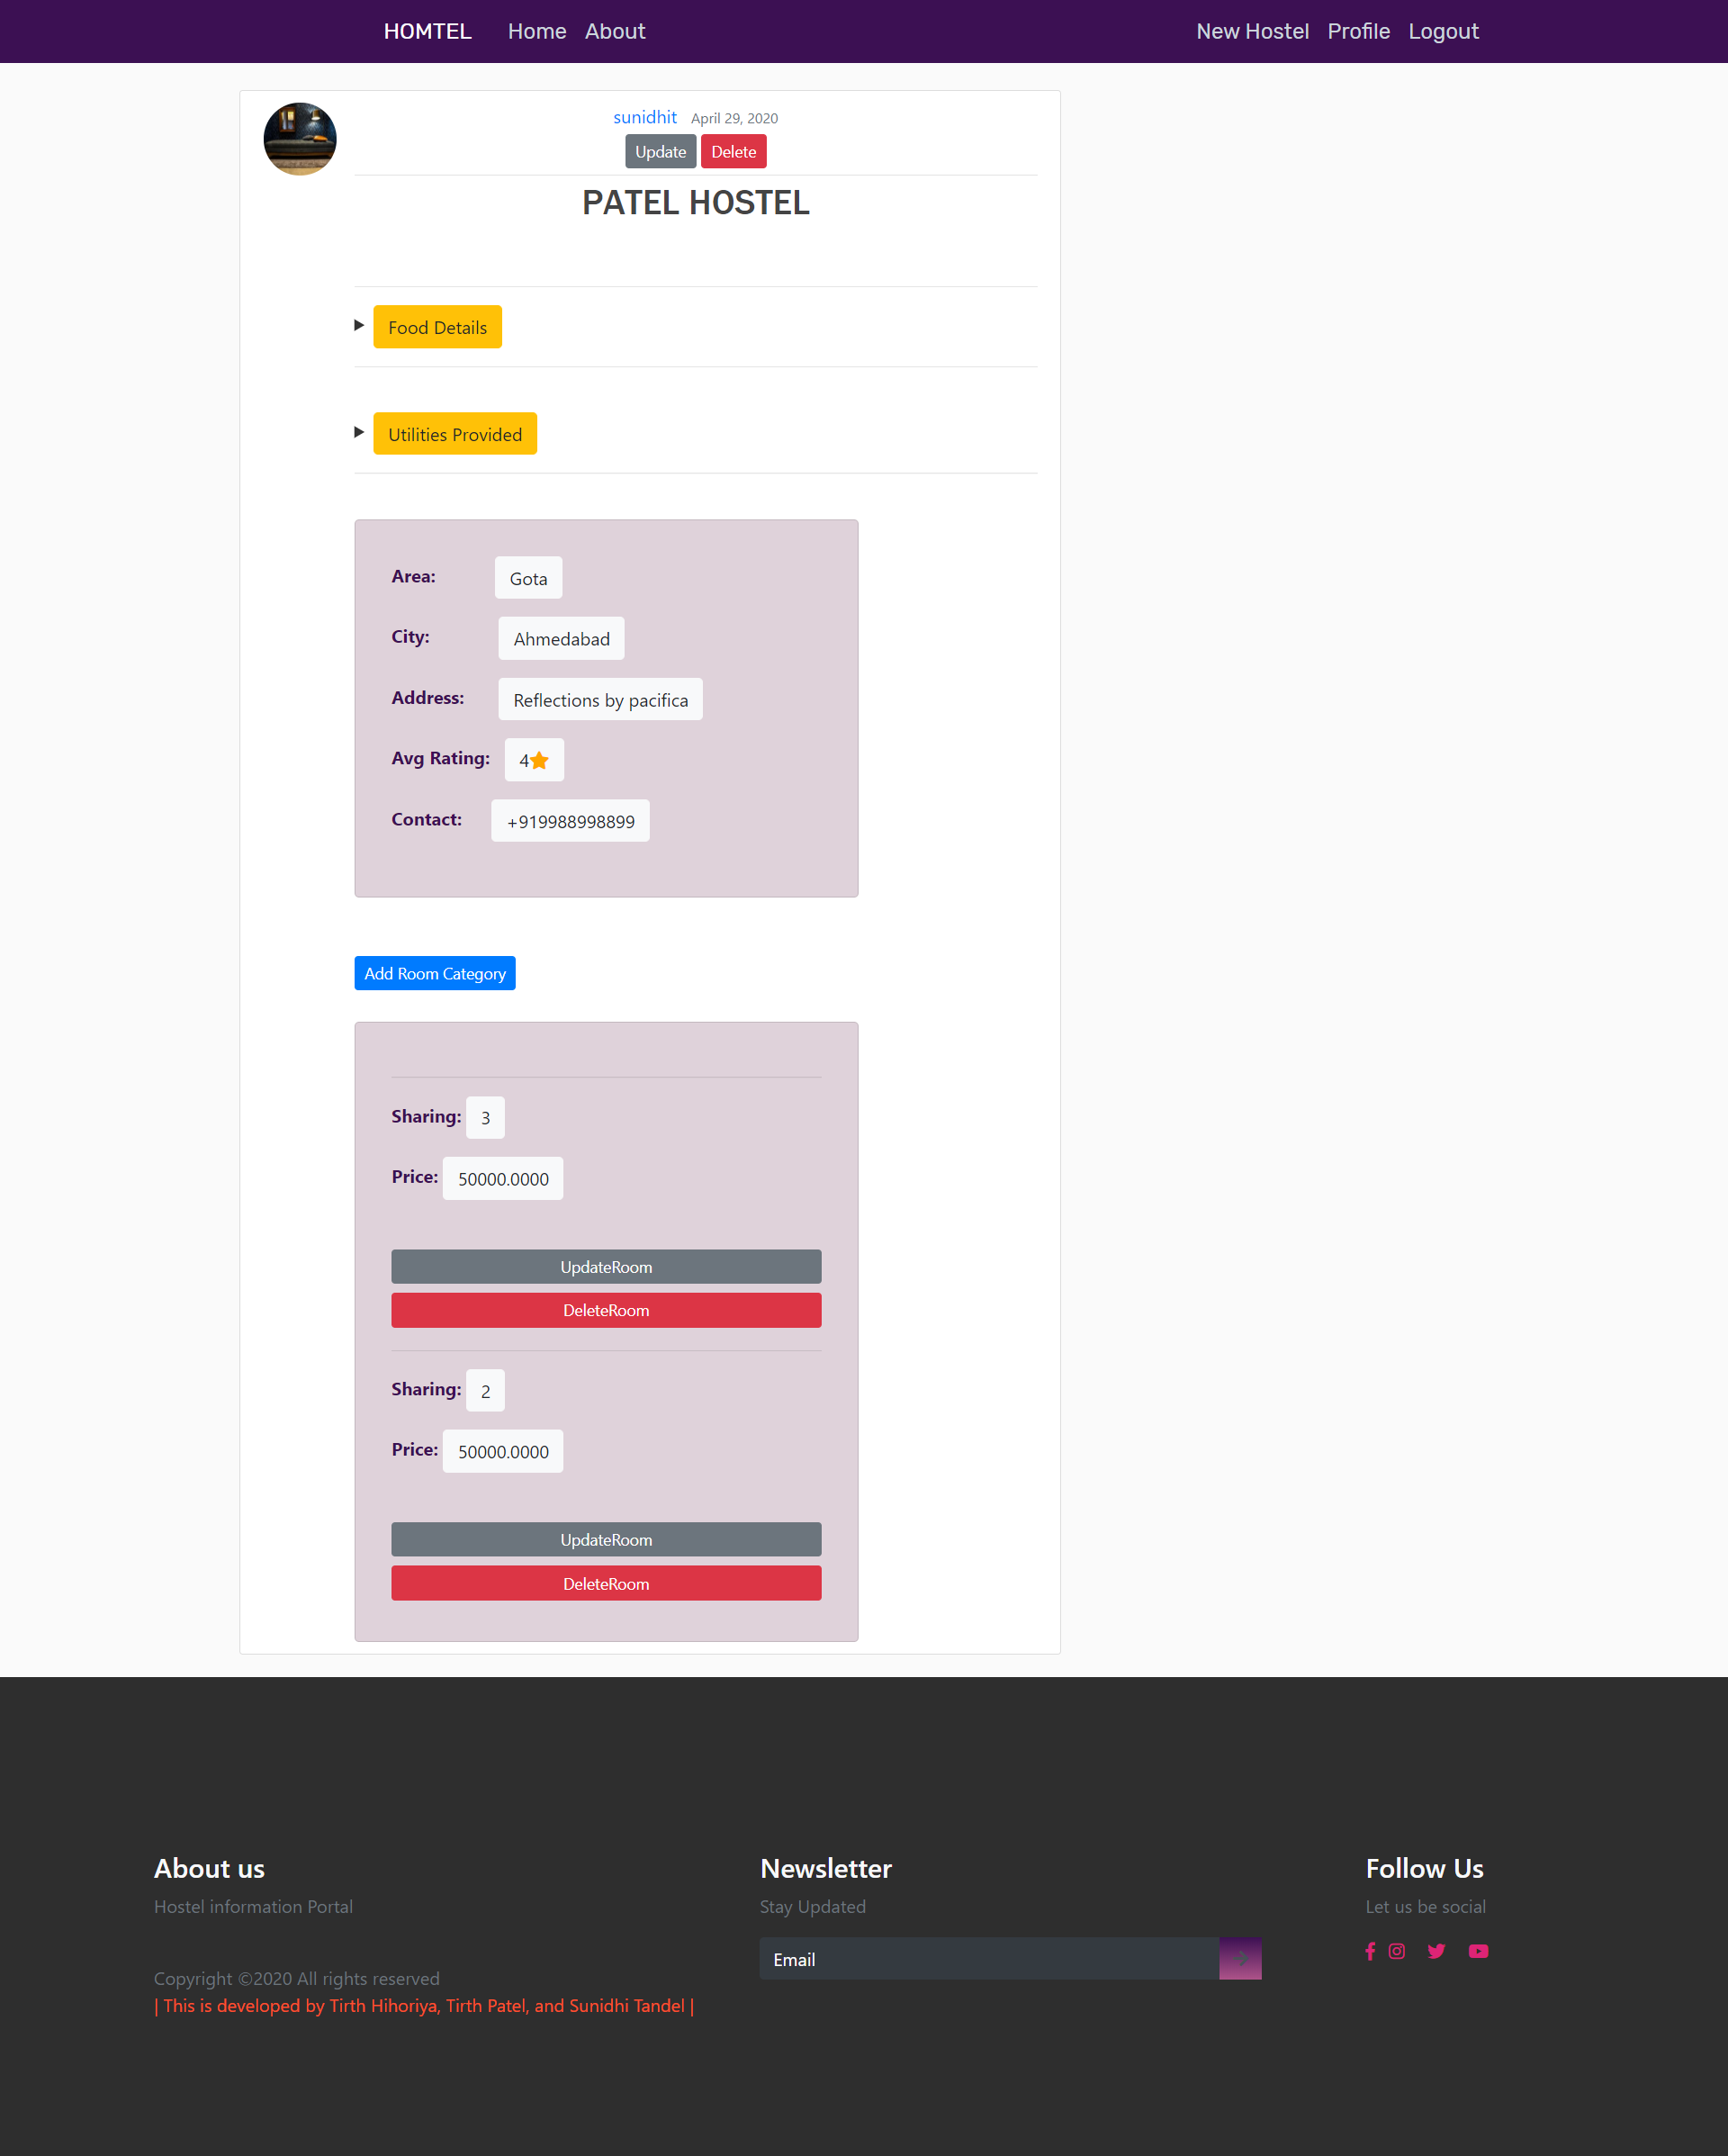 HOMTEL Home About New Hostel Profile Logout
sunidhit April 29, 2020
Update Delete
PATEL HOSTEL
Food Details
Utilities Provided
Area: Gota
City: Ahmedabad
Address: Reflections by pacifica
Avg Rating: 4
Contact: +919988998899
Add Room Category
Sharing: 3
Price: 50000.0000
UpdateRoom
DeleteRoom
Sharing: 2
Price: 50000.0000
UpdateRoom
DeleteRoom
About us
Hostel information Portal
Copyright ©2020 All rights reserved
| This is developed by Tirth Hihoriya, Tirth Patel, and Sunidhi Tandel |
Newsletter
Stay Updated
Email
Follow Us
Let us be social